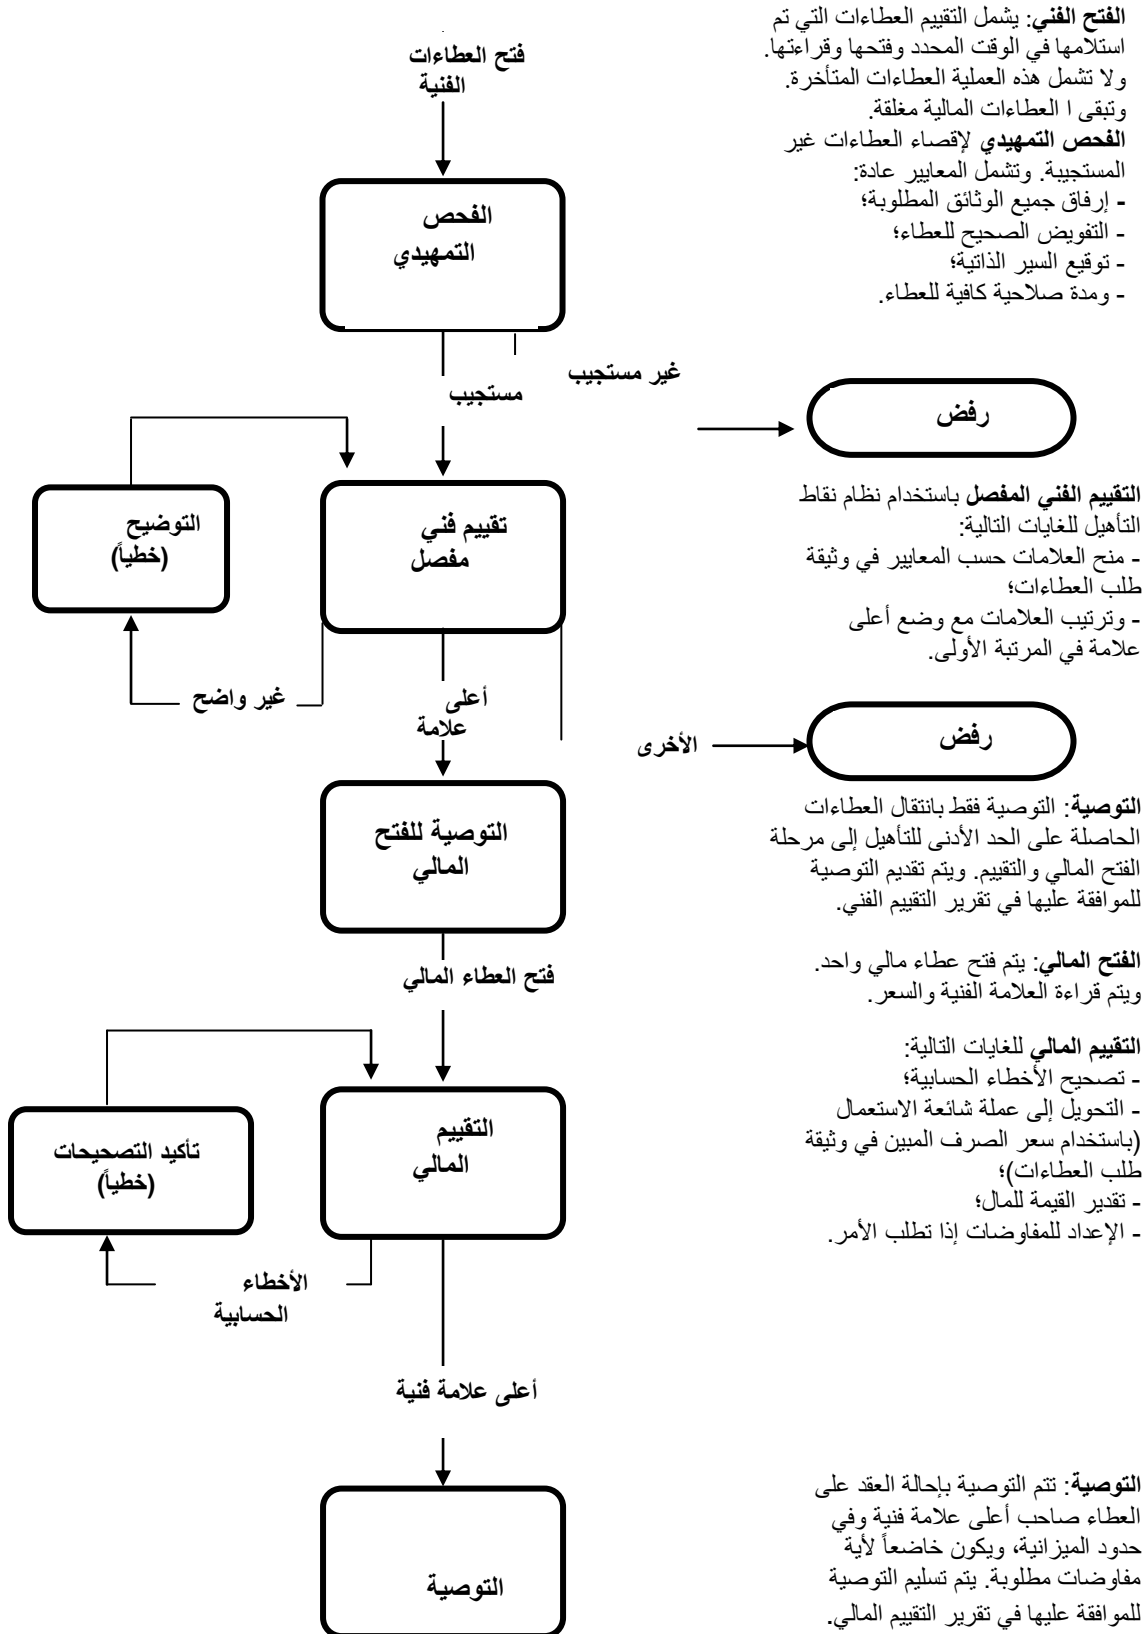 الفتح الفني: يشمل التقييم العطاءات التي تم
استلامها في الوقت المحدد وفتحها وقراءتها.
ولا تشمل هذه العملية العطاءات المتأخرة.
وتبقى ا العطاءات المالية مغلقة.
فتح العطاءات
الفنية
الفحص التمهيدي لإقصاء العطاءات غير
المستجيبة. وتشمل المعايير عادة:
- إرفاق جميع الوثائق المطلوبة؛
- التفويض الصحيح للعطاء؛
- توقيع السير الذاتية؛
- ومدة صلاحية كافية للعطاء.
الفحص
التمهيدي
غير مستجيب
مستجيب
رفض
التقييم الفني المفصل باستخدام نظام نقاط
التأهيل للغايات التالية:
- منح العلامات حسب المعايير في وثيقة
طلب العطاءات؛
- وترتيب العلامات مع وضع أعلى
علامة في المرتبة الأولى.
تقييم فني
مفصل
التوضيح
(خطياً)
غير واضح
أعلى
علامة
الأخرى
رفض
التوصية: التوصية فقط بانتقال العطاءات
الحاصلة على الحد الأدنى للتأهيل إلى مرحلة
الفتح المالي والتقييم. ويتم تقديم التوصية
للموافقة عليها في تقرير التقييم الفني.
التوصية للفتح
المالي
الفتح المالي: يتم فتح عطاء مالي واحد.
ويتم قراءة العلامة الفنية والسعر.
فتح العطاء المالي
التقييم المالي للغايات التالية:
- تصحيح الأخطاء الحسابية؛
- التحويل إلى عملة شائعة الاستعمال
(باستخدام سعر الصرف المبين في وثيقة
طلب العطاءات)؛
- تقدير القيمة للمال؛
- الإعداد للمفاوضات إذا تطلب الأمر.
التقييم
المالي
تأكيد التصحيحات
(خطياً)
الأخطاء
الحسابية
أعلى علامة فنية
التوصية: تتم التوصية بإحالة العقد على
العطاء صاحب أعلى علامة فنية وفي
حدود الميزانية، ويكون خاضعاً لأية
مفاوضات مطلوبة. يتم تسليم التوصية
للموافقة عليها في تقرير التقييم المالي.
التوصية